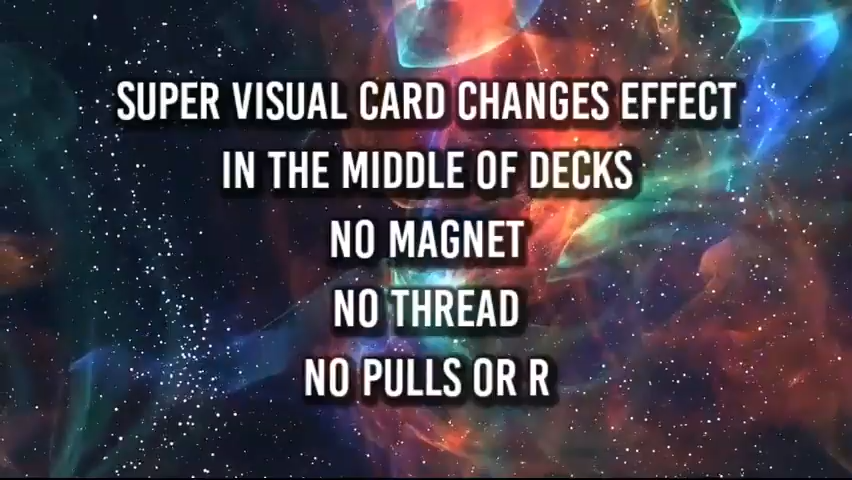 SUPER VISUAL CARD CHANGES EFFECT
IN THE MIDDLE OF DECKS
NO MAGNET
NO THREAD
NO PULLS OR R